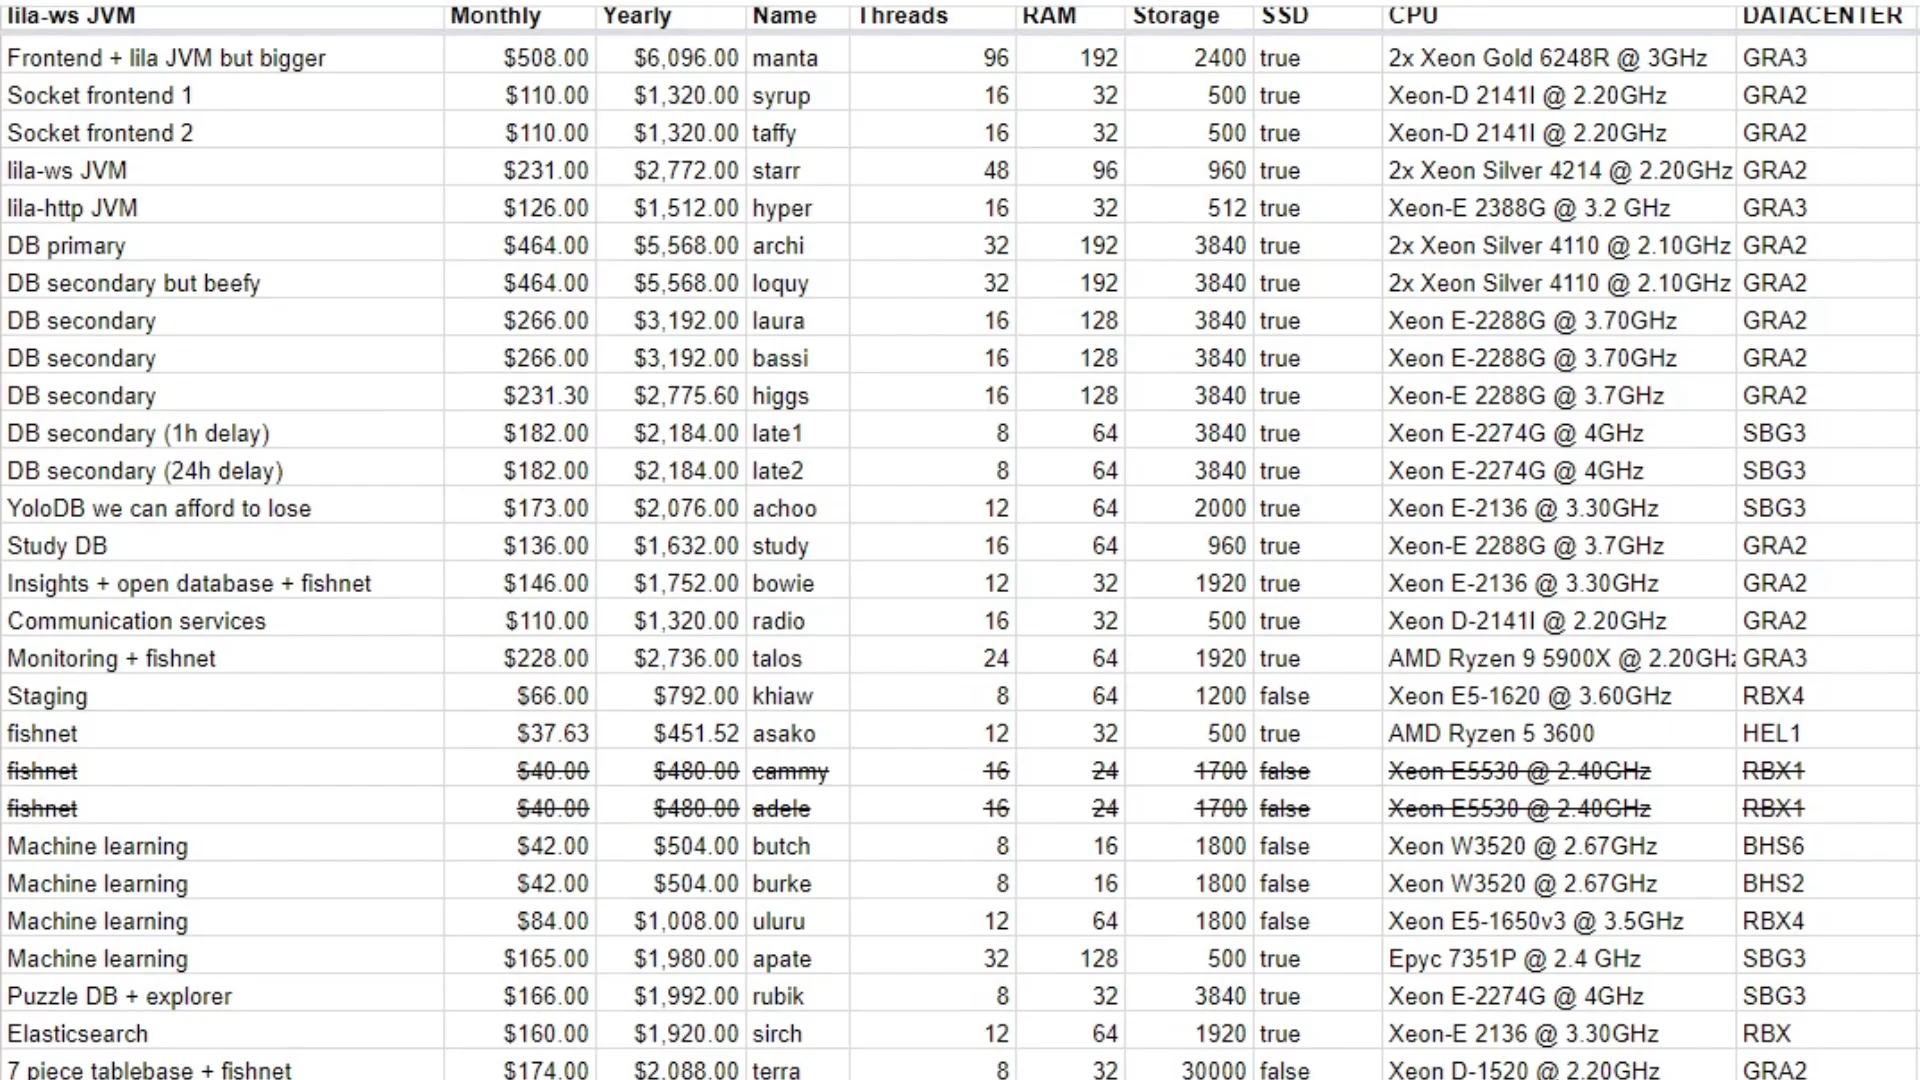 lila-ws JVM Monthly Yearly Name Threads RAM Storage SSD CPU DATACENTER
Frontend + lila JVM but bigger $508.00 $6,096.00 manta 96 192 2400 true 2x Xeon Gold 6248R @ 3GHz GRA3
Socket frontend 1 $110.00 $1,320.00 syrup 16 32 500 true Xeon-D 2141I @ 2.20GHz GRA2
Socket frontend 2 $110.00 $1,320.00 taffy 16 32 500 true Xeon-D 2141I @ 2.20GHz GRA2
lila-ws JVM $231.00 $2,772.00 starr 48 96 960 true 2x Xeon Silver 4214 @ 2.20GHz GRA2
lila-http JVM $126.00 $1,512.00 hyper 16 32 512 true Xeon-E 2388G @ 3.2 GHz GRA3
DB primary $464.00 $5,568.00 archi 32 192 3840 true 2x Xeon Silver 4110 @ 2.10GHz GRA2
DB secondary but beefy $464.00 $5,568.00 loquy 32 192 3840 true 2x Xeon Silver 4110 @ 2.10GHz GRA2
DB secondary $266.00 $3,192.00 laura 16 128 3840 true Xeon E-2288G @ 3.70GHz GRA2
DB secondary $266.00 $3,192.00 bassi 16 128 3840 true Xeon E-2288G @ 3.70GHz GRA2
DB secondary $231.30 $2,775.60 higgs 16 128 3840 true Xeon-E 2288G @ 3.7GHz GRA2
DB secondary (1h delay) $182.00 $2,184.00 late1 8 64 3840 true Xeon E-2274G @ 4GHz SBG3
DB secondary (24h delay) $182.00 $2,184.00 late2 8 64 3840 true Xeon E-2274G @ 4GHz SBG3
YoloDB we can afford to lose $173.00 $2,076.00 achoo 12 64 2000 true Xeon E-2136 @ 3.30GHz SBG3
Study DB $136.00 $1,632.00 study 16 64 960 true Xeon-E 2288G @ 3.7GHz GRA2
Insights + open database + fishnet $146.00 $1,752.00 bowie 12 32 1920 true Xeon E-2136 @ 3.30GHz GRA2
Communication services $110.00 $1,320.00 radio 16 32 500 true Xeon D-2141I @ 2.20GHz GRA2
Monitoring + fishnet $228.00 $2,736.00 talos 24 64 1920 true AMD Ryzen 9 5900X @ 2.20GHz GRA3
Staging $66.00 $792.00 khiaw 8 64 1200 false Xeon E5-1620 @ 3.60GHz RBX4
fishnet $37.63 $451.52 asako 12 32 500 true AMD Ryzen 5 3600 HEL1
fishnet $40.00 $480.00 cammy 16 24 1700 false Xeon E5530 @ 2.40GHz RBX1
fishnet $40.00 $480.00 adele 16 24 1700 false Xeon E5530 @ 2.40GHz RBX1
Machine learning $42.00 $504.00 butch 8 16 1800 false Xeon W3520 @ 2.67GHz BHS6
Machine learning $42.00 $504.00 burke 8 16 1800 false Xeon W3520 @ 2.67GHz BHS2
Machine learning $84.00 $1,008.00 uluru 12 64 1800 false Xeon E5-1650v3 @ 3.5GHz RBX4
Machine learning $165.00 $1,980.00 apate 32 128 500 true Epyc 7351P @ 2.4 GHz SBG3
Puzzle DB + explorer $166.00 $1,992.00 rubik 8 32 3840 true Xeon E-2274G @ 4GHz SBG3
Elasticsearch $160.00 $1,920.00 sirch 12 64 1920 true Xeon-E 2136 @ 3.30GHz RBX
7 piece tablebase + fishnet $174.00 $2,088.00 terra 8 32 30000 false Xeon D-1520 @ 2.20GHz GRA2